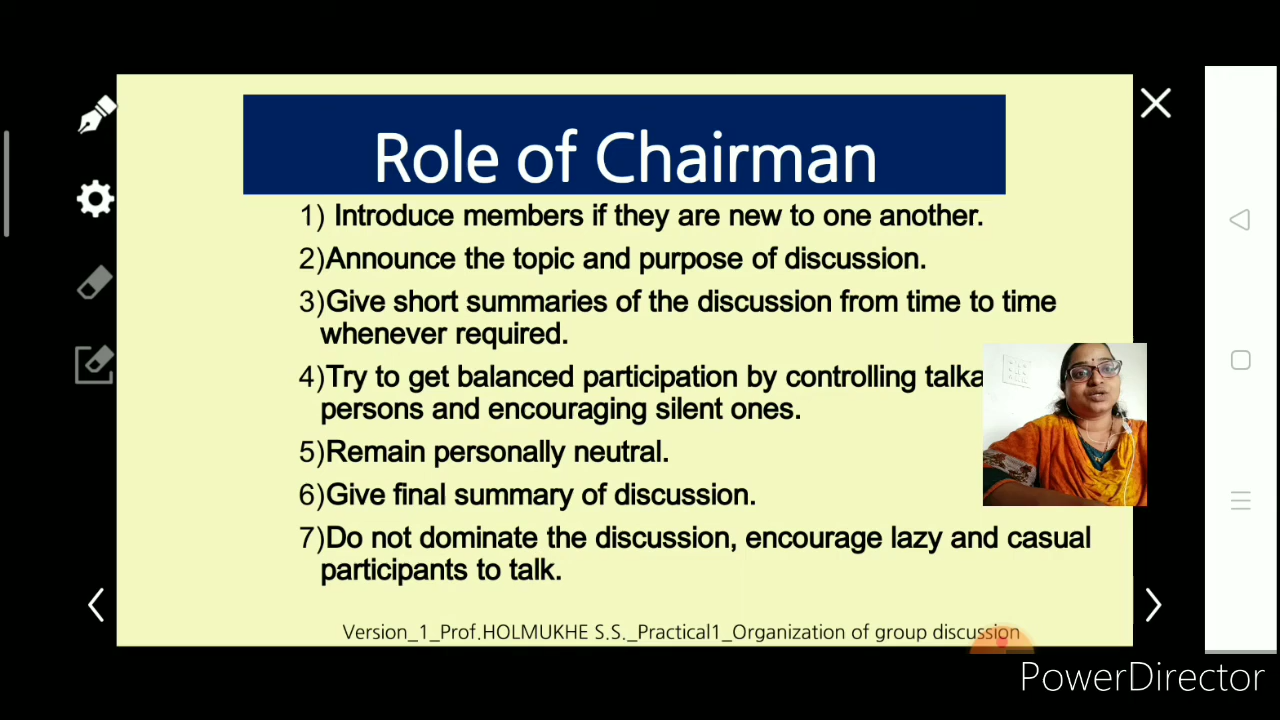 Role of Chairman
1) Introduce members if they are new to one another.
2)Announce the topic and purpose of discussion.
3)Give short summaries of the discussion from time to time
whenever required.
4)Try to get balanced participation by controlling
persons and encouraging silent ones.
5)Remain personally neutral.
6)Give final summary of discussion.
7)Do not dominate the discussion, encourage lazy and casual
participants to talk.
Version_1_Prof.HOLMUKHE S.S._Practical1_Organization of group discussion
PowerDirector